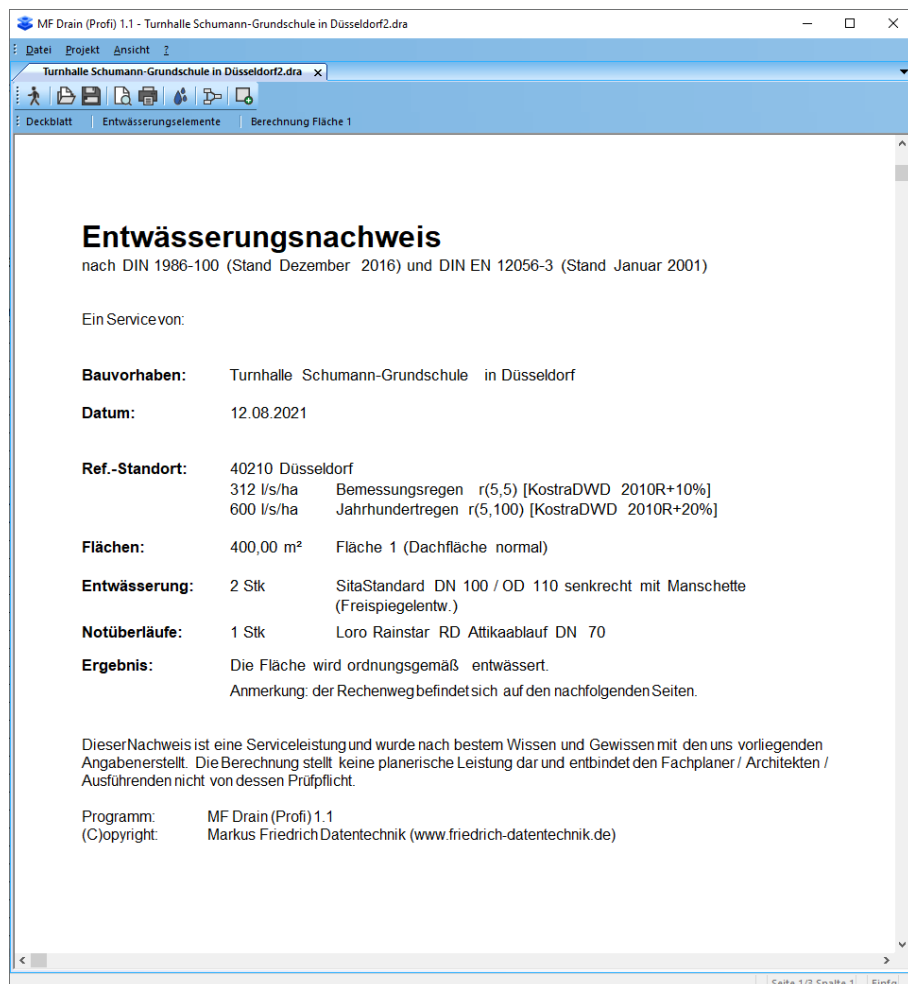 MF Drain (Profi) 1.1 - Turnhalle Schumann-Grundschule in Düsseldorf2.dra
Datei Projekt Ansicht ?
Turnhalle Schumann-Grundschule in Düsseldorf2.dra x
Deckblatt Entwässerungselemente Berechnung Fläche 1
Entwässerungsnachweis
nach DIN 1986-100 (Stand Dezember 2016) und DIN EN 12056-3 (Stand Januar 2001)
Ein Service von:
Bauvorhaben: Turnhalle Schumann-Grundschule in Düsseldorf
Datum: 12.08.2021
Ref.-Standort: 40210 Düsseldorf
312 l/s/ha Bemessungsregen r(5,5) [KostraDWD 2010R+10%]
600 l/s/ha Jahrhundertregen r(5,100) [KostraDWD 2010R+20%]
Flächen: 400,00 m² Fläche 1 (Dachfläche normal)
Entwässerung: 2 Stk SitaStandard DN 100 / OD 110 senkrecht mit Manschette
(Freispiegelentw.)
Notüberläufe: 1 Stk Loro Rainstar RD Attikaablauf DN 70
Ergebnis: Die Fläche wird ordnungsgemäß entwässert.
Anmerkung: der Rechenweg befindet sich auf den nachfolgenden Seiten.
Dieser Nachweis ist eine Serviceleistung und wurde nach bestem Wissen und Gewissen mit den uns vorliegenden
Angaben erstellt. Die Berechnung stellt keine planerische Leistung dar und entbindet den Fachplaner / Architekten /
Ausführenden nicht von dessen Prüfpflicht.
Programm: MF Drain (Profi) 1.1
(C)opyright: Markus Friedrich Datentechnik (www.friedrich-datentechnik.de)
Seite 1/3 Spalte 1 Einfg